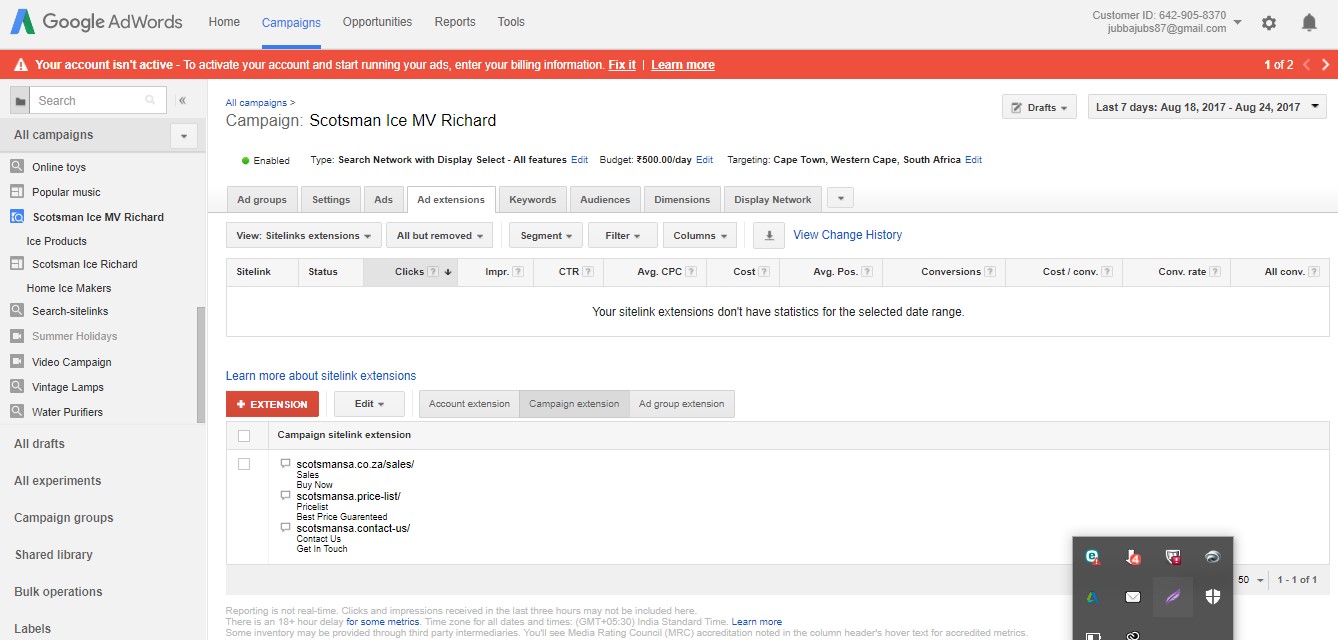 Google AdWords Home Campaigns Opportunities Reports Tools Customer ID: 642-905-8370
jubbajubs87@gmail.com
Your account isn't active - To activate your account and start running your ads, enter your billing information. Fix it | Learn more 1 of 2
Search
All campaigns
Online toys
Popular music
Scotsman Ice MV Richard
Ice Products
Scotsman Ice Richard
Home Ice Makers
Search-sitelinks
Summer Holidays
Video Campaign
Vintage Lamps
Water Purifiers
All drafts
All experiments
Campaign groups
Shared library
Bulk operations
Labels
All campaigns >
Campaign: Scotsman Ice MV Richard
Drafts Last 7 days: Aug 18, 2017 - Aug 24, 2017
Enabled Type: Search Network with Display Select - All features Edit Budget: ₹500.00/day Edit Targeting: Cape Town, Western Cape, South Africa Edit
Ad groups Settings Ads Ad extensions Keywords Audiences Dimensions Display Network
View: Sitelinks extensions All but removed Segment Filter Columns View Change History
Sitelink Status Clicks ? Impr. ? CTR ? Avg. CPC ? Cost ? Avg. Pos. ? Conversions ? Cost / conv. ? Conv. rate ? All conv. ?
Your sitelink extensions don't have statistics for the selected date range.
Learn more about sitelink extensions
+ EXTENSION Edit Account extension Campaign extension Ad group extension
Campaign sitelink extension
scotsmansa.co.za/sales/
Sales
Buy Now
scotsmansa.price-list/
Pricelist
Best Price Guarenteed
scotsmansa.contact-us/
Contact Us
Get In Touch
50 1 - 1 of 1
Reporting is not real-time. Clicks and impressions received in the last three hours may not be included here.
There is an 18+ hour delay for some metrics. Time zone for all dates and times: (GMT+05:30) India Standard Time. Learn more
Some inventory may be provided through third party intermediaries. You'll see Media Rating Council (MRC) accreditation noted in the column header's hover text for accredited metrics.